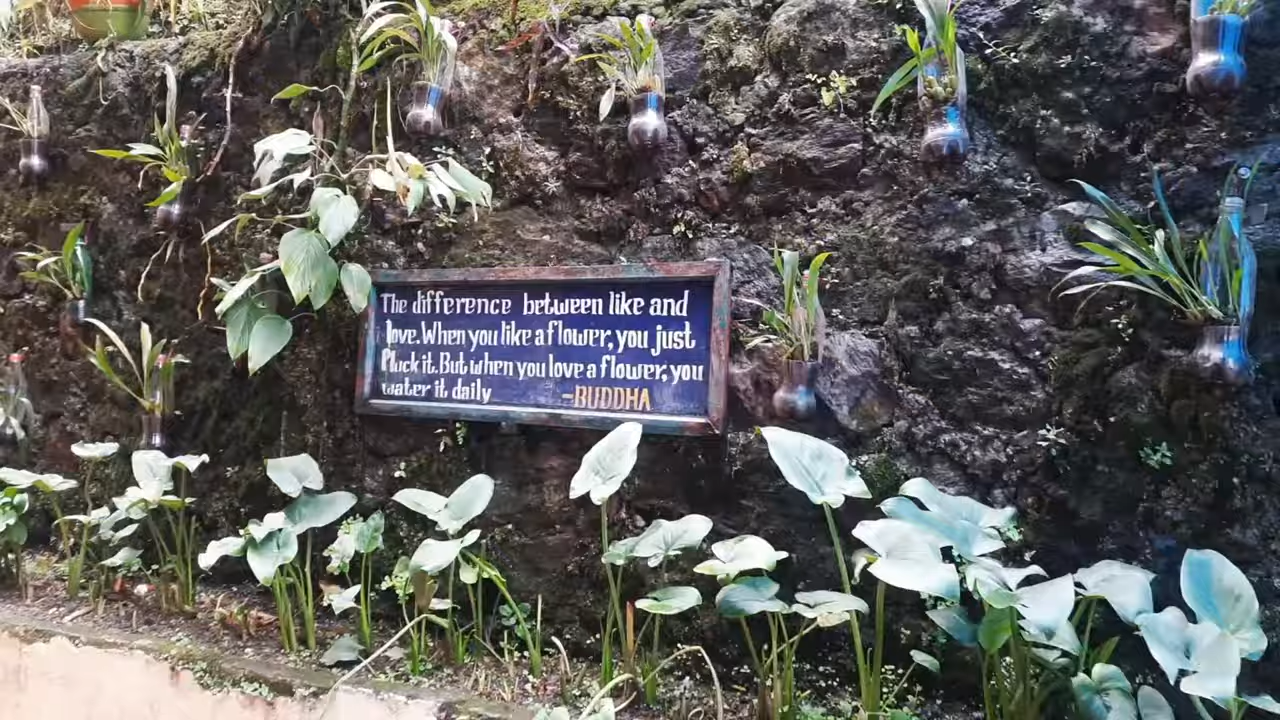 The difference between like and
love. When you like a flower, you just
Pluck it. But when you love a flower, you
water it daily -BUDDHA